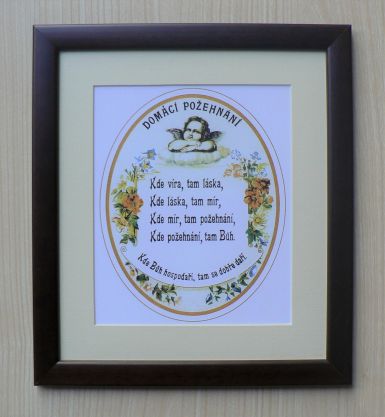 DOMÁCÍ POŽEHNÁNÍ
Kde víra, tam láska,
Kde láska, tam mír,
Kde mír, tam požehnání,
Kde požehnání, tam Bůh.
Kde Bůh hospodaří, tam se dobře daří.